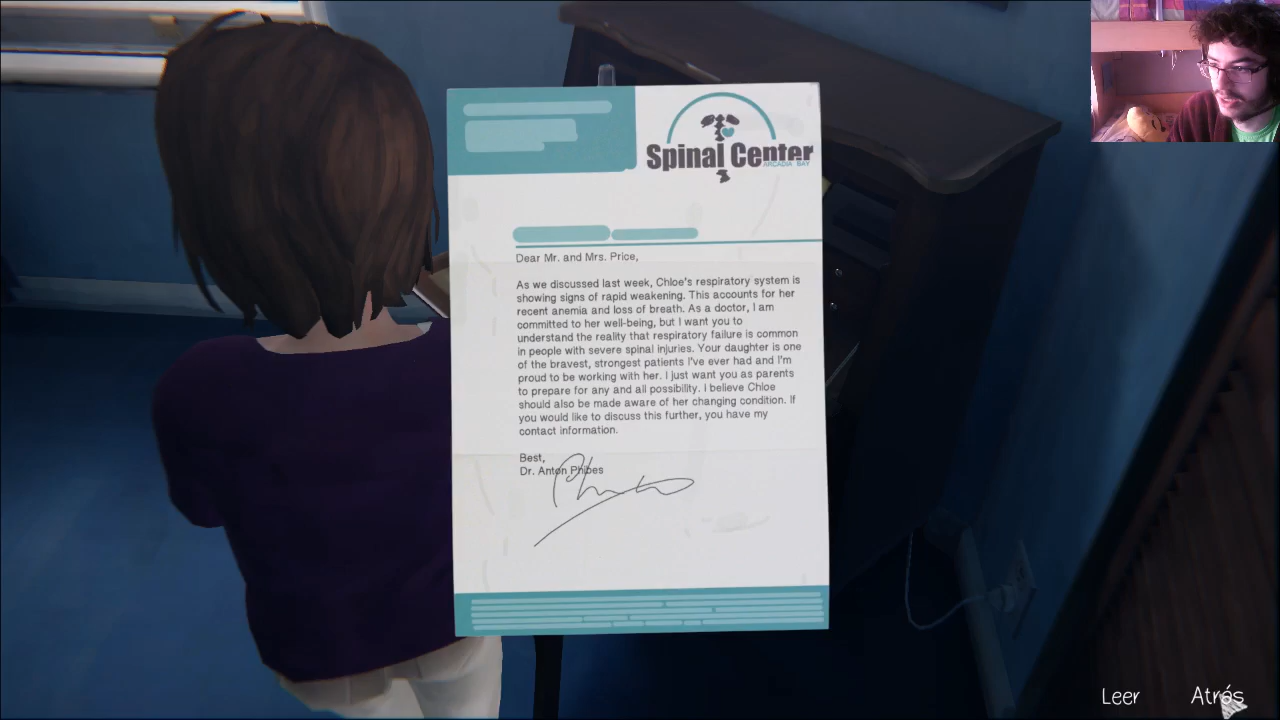 Spinal Center
ARCADIA BAY
Dear Mr. and Mrs. Price,
As we discussed last week, Chloe's respiratory system is
showing signs of rapid weakening. This accounts for her
recent anemia and loss of breath. As a doctor, I am
committed to her well-being, but I want you to
understand the reality that respiratory failure is common
in people with severe spinal injuries. Your daughter is one
of the bravest, strongest patients I've ever had and I'm
proud to be working with her. I just want you as parents
to prepare for any and all possibility. I believe Chloe
should also be made aware of her changing condition. If
you would like to discuss this further, you have my
contact information.
Best,
Dr. Anton Phibes
Leer
Atrás